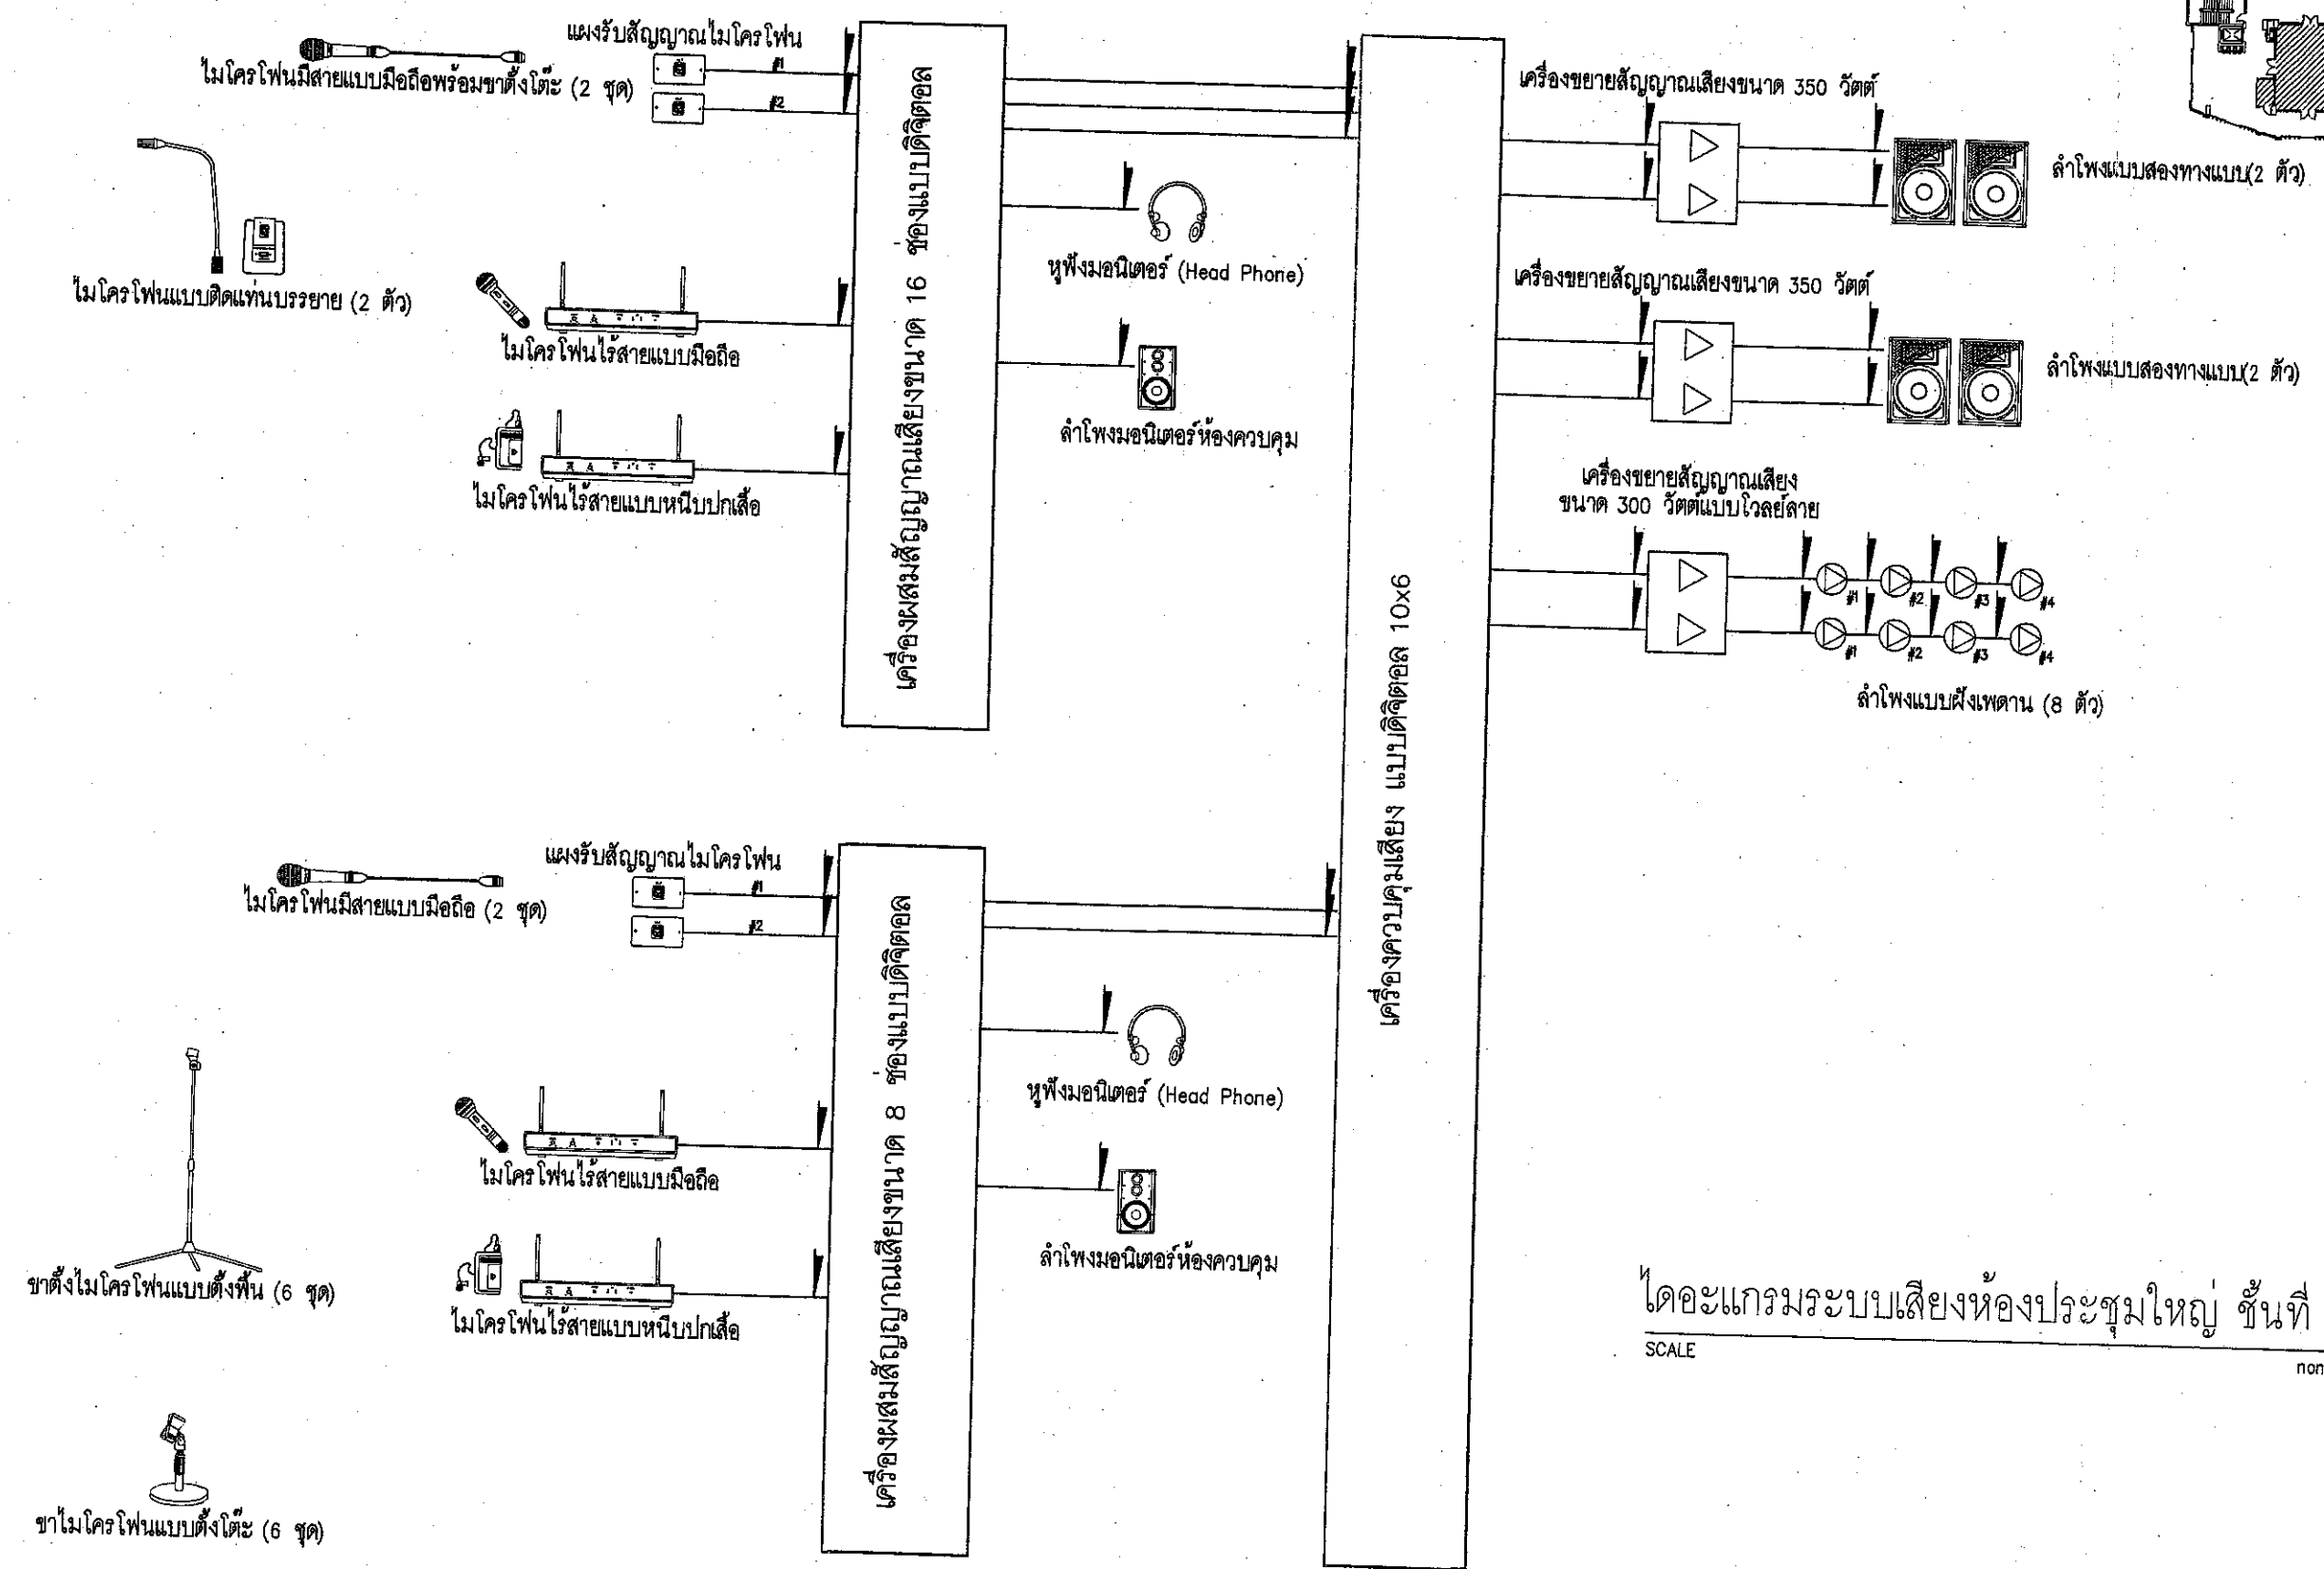 แผงรับสัญญาณไมโครโฟน
#1
#2
ไมโครโฟนมีสายแบบมือถือพร้อมขาตั้งโต๊ะ (2 ชุด)
ไมโครโฟนแบบติดแท่นบรรยาย (2 ตัว)
ไมโครโฟนไร้สายแบบมือถือ
ไมโครโฟนไร้สายแบบหนีบปกเสื้อ
เครื่องผสมสัญญาณเสียงขนาด 16 ช่องแบบดิจิตอล
หูฟังมอนิเตอร์ (Head Phone)
ลำโพงมอนิเตอร์ห้องควบคุม
เครื่องควบคุมเสียง แบบดิจิตอล 10x6
เครื่องขยายสัญญาณเสียงขนาด 350 วัตต์
ลำโพงแบบสองทางแบบ(2 ตัว)
เครื่องขยายสัญญาณเสียงขนาด 350 วัตต์
ลำโพงแบบสองทางแบบ(2 ตัว)
เครื่องขยายสัญญาณเสียง
ขนาด 300 วัตต์แบบโวลย์ลาย
#1 #2 #3 #4
#1 #2 #3 #4
ลำโพงแบบฝังเพดาน (8 ตัว)
แผงรับสัญญาณไมโครโฟน
#1
#2
ไมโครโฟนมีสายแบบมือถือ (2 ชุด)
ไมโครโฟนไร้สายแบบมือถือ
ไมโครโฟนไร้สายแบบหนีบปกเสื้อ
ขาตั้งไมโครโฟนแบบตั้งพื้น (6 ชุด)
ขาไมโครโฟนแบบตั้งโต๊ะ (6 ชุด)
เครื่องผสมสัญญาณเสียงขนาด 8 ช่องแบบดิจิตอล
หูฟังมอนิเตอร์ (Head Phone)
ลำโพงมอนิเตอร์ห้องควบคุม
ไดอะแกรมระบบเสียงห้องประชุมใหญ่ ชั้นที่
SCALE
non